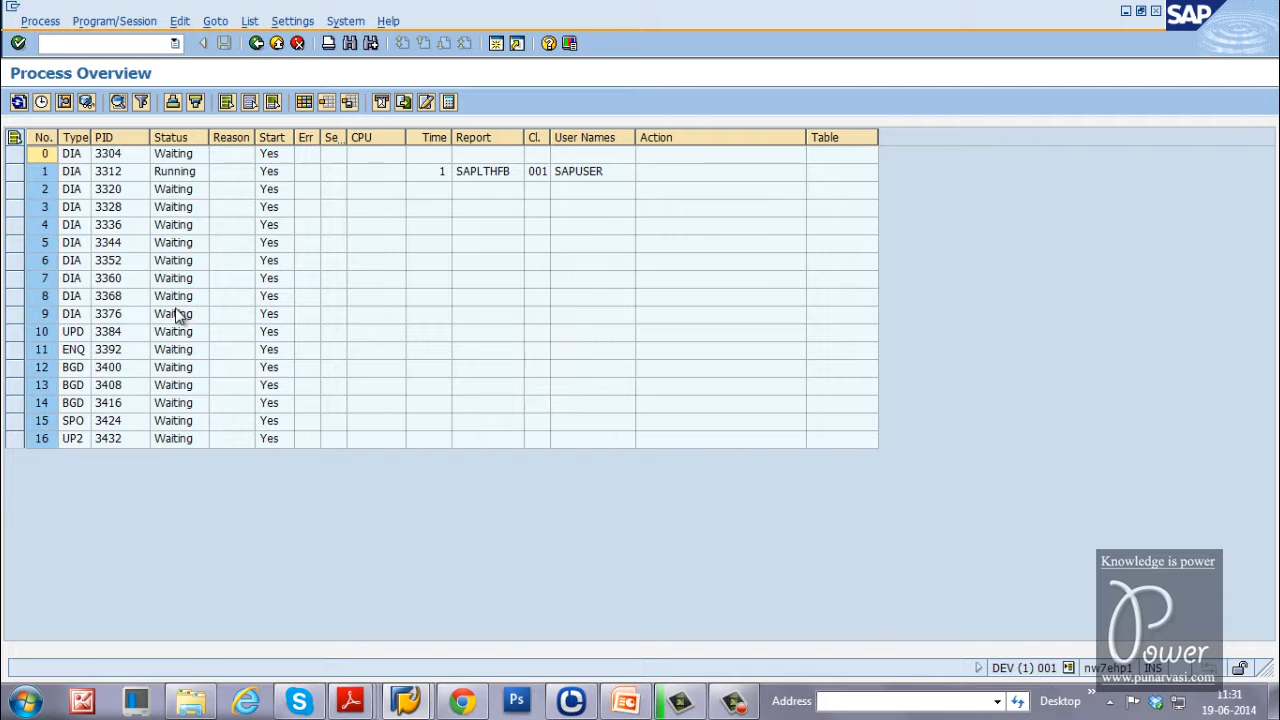 Process Program/Session Edit Goto List Settings System Help
SAP
Process Overview
No. Type PID Status Reason Start Err Se... CPU Time Report Cl. User Names Action Table
0 DIA 3304 Waiting Yes
1 DIA 3312 Running Yes 1 SAPLTHFB 001 SAPUSER
2 DIA 3320 Waiting Yes
3 DIA 3328 Waiting Yes
4 DIA 3336 Waiting Yes
5 DIA 3344 Waiting Yes
6 DIA 3352 Waiting Yes
7 DIA 3360 Waiting Yes
8 DIA 3368 Waiting Yes
9 DIA 3376 Waiting Yes
10 UPD 3384 Waiting Yes
11 ENQ 3392 Waiting Yes
12 BGD 3400 Waiting Yes
13 BGD 3408 Waiting Yes
14 BGD 3416 Waiting Yes
15 SPO 3424 Waiting Yes
16 UP2 3432 Waiting Yes
Knowledge is power
Power
www.punarvasi.com
DEV (1) 001 nw7ehp1 INS
Address Desktop »
11:31
19-06-2014